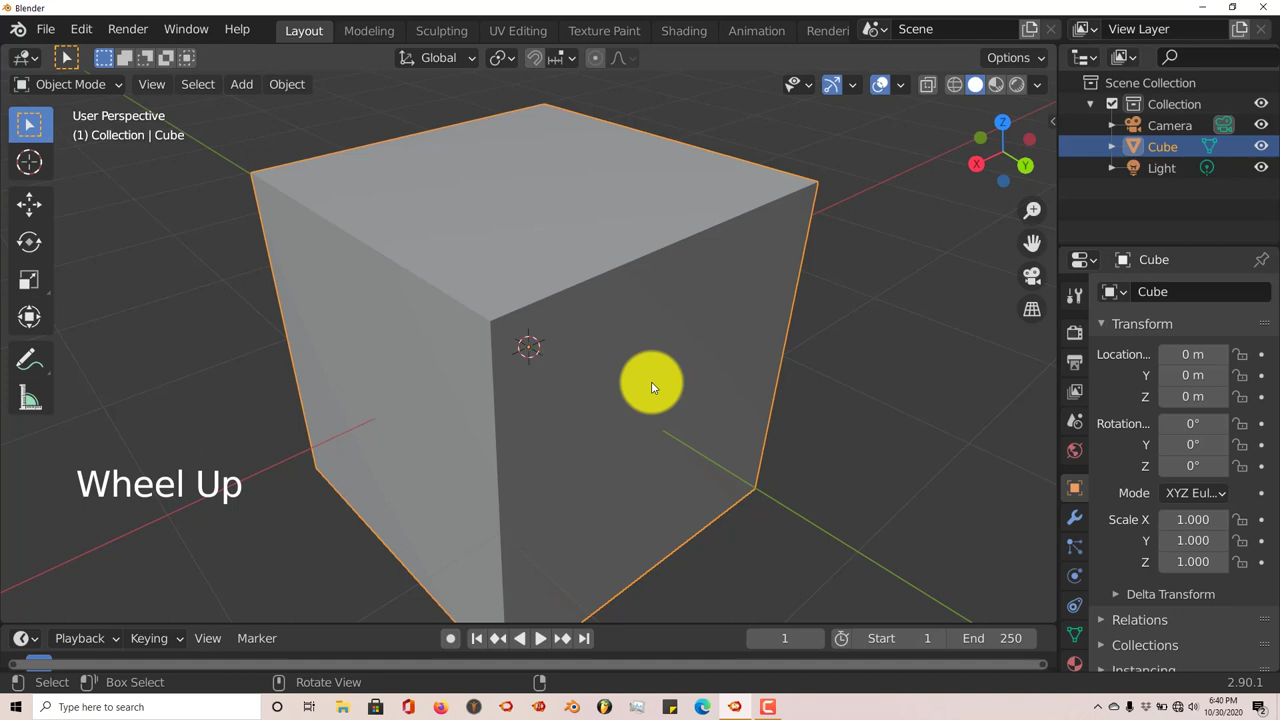 Blender
File Edit Render Window Help Layout Modeling Sculpting UV Editing Texture Paint Shading Animation Renderi Scene View Layer
Global Options
Object Mode View Select Add Object
User Perspective
(1) Collection | Cube
Z
X
Y
Scene Collection
Collection
Camera
Cube
Light
Cube
Cube
Transform
Location... 0 m
Y 0 m
Z 0 m
Rotation... 0°
Y 0°
Z 0°
Mode XYZ Eul...
Scale X 1.000
Y 1.000
Z 1.000
Delta Transform
Relations
Collections
Instancing
Wheel Up
Playback Keying View Marker 1 Start 1 End 250
Select Box Select Rotate View 2.90.1
Type here to search
6:40 PM
10/30/2020